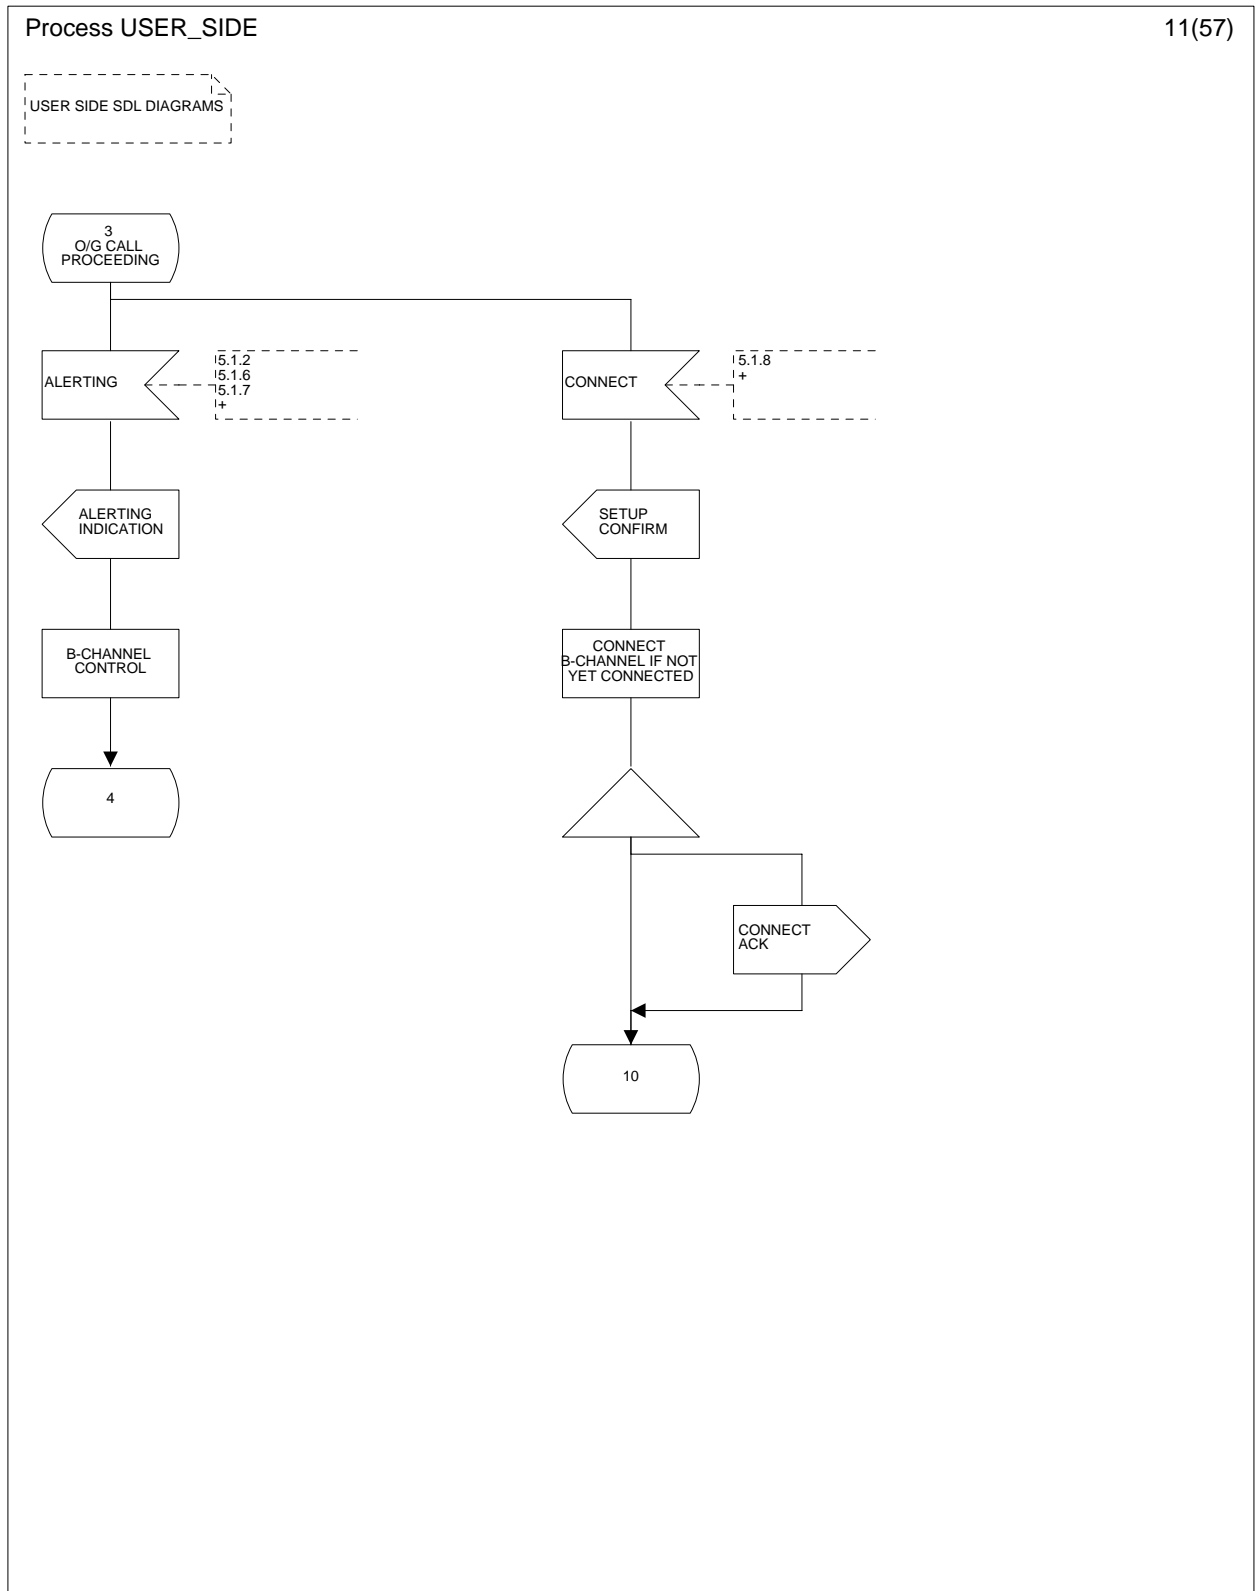 Process USER_SIDE
11(57)
USER SIDE SDL DIAGRAMS
3
O/G CALL
PROCEEDING
ALERTING
5.1.2
5.1.6
5.1.7
+
CONNECT
5.1.8
+
ALERTING
INDICATION
SETUP
CONFIRM
B-CHANNEL
CONTROL
CONNECT
B-CHANNEL IF NOT
YET CONNECTED
4
CONNECT
ACK
10